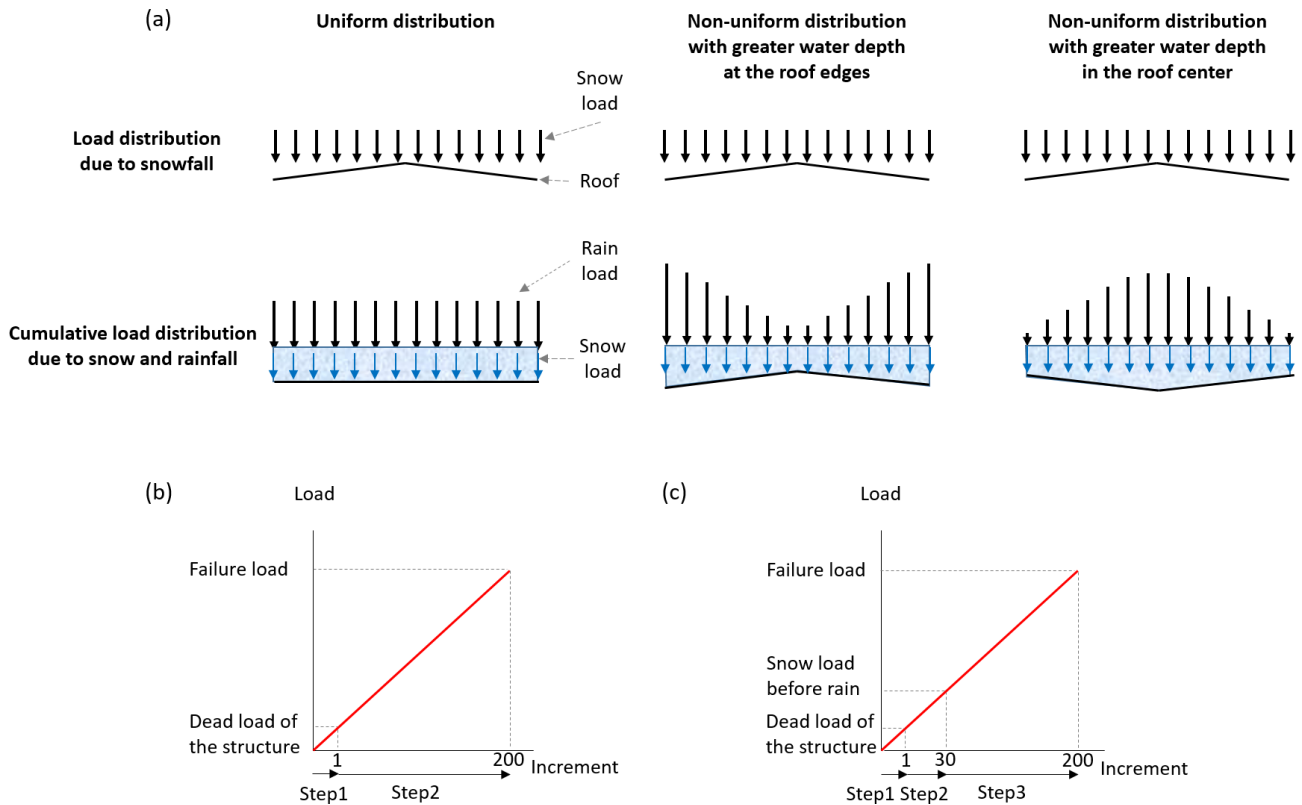 (a)
Uniform distribution
Non-uniform distribution
with greater water depth
at the roof edges
Non-uniform distribution
with greater water depth
in the roof center
Snow
load
Load distribution
due to snowfall
Roof
Rain
load
Cumulative load distribution
due to snow and rainfall
Snow
load
(b)
Load
Failure load
Dead load of
the structure
1
200
Increment
Step1
Step2
(c)
Load
Failure load
Snow load
before rain
Dead load of
the structure
1
30
200
Increment
Step1
Step2
Step3